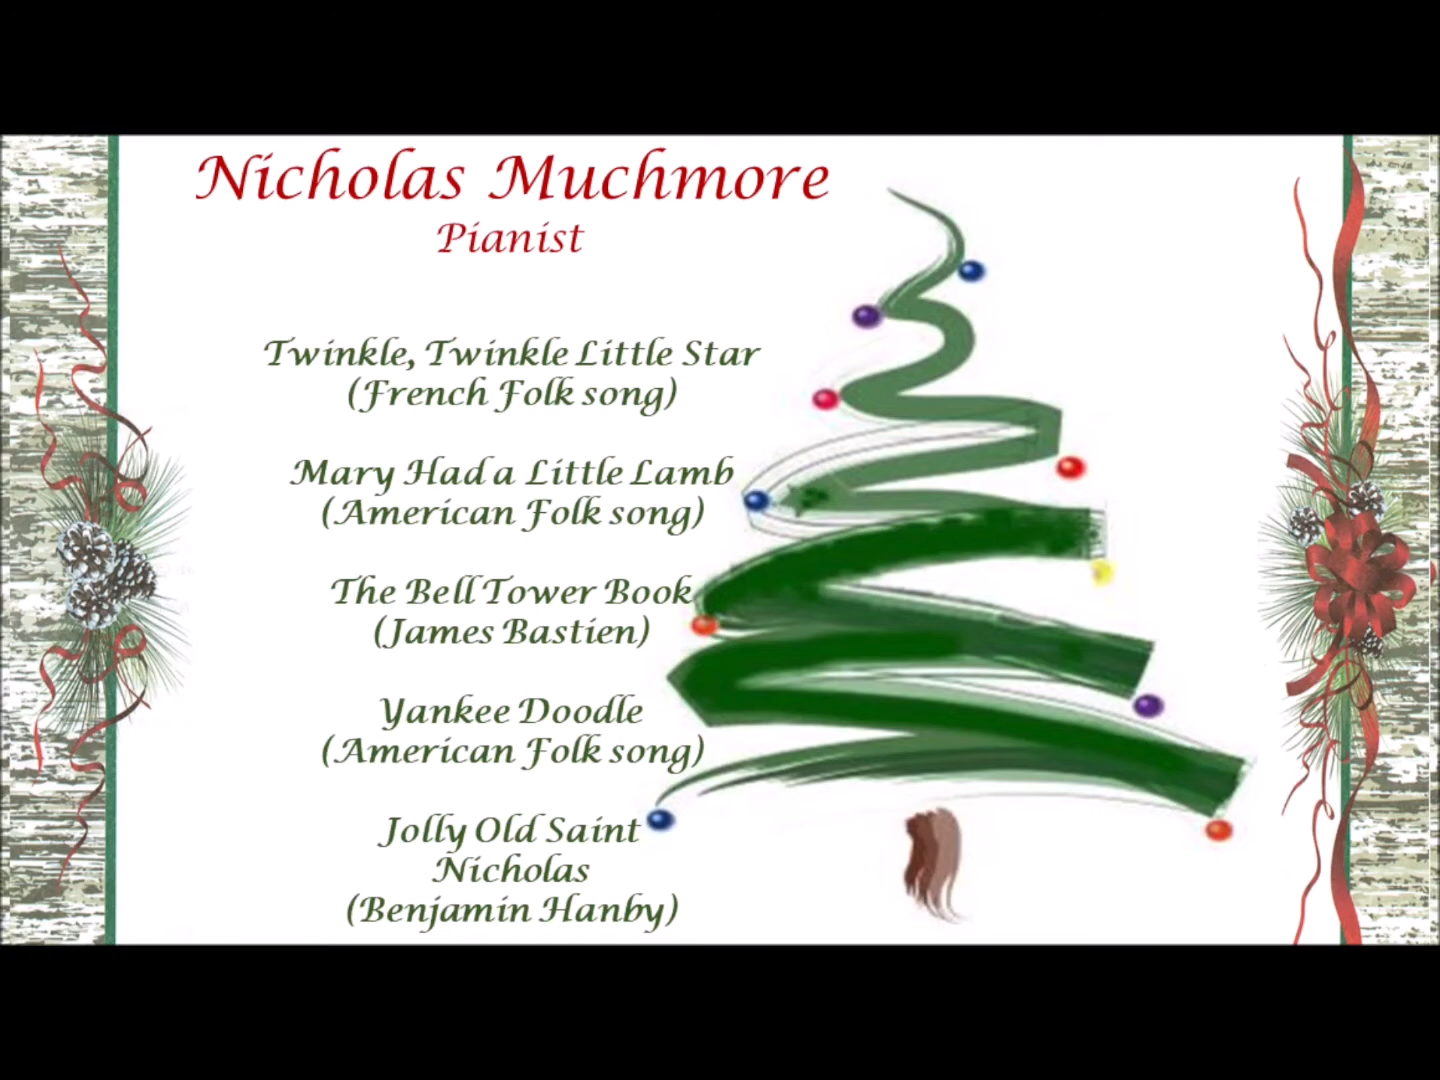 Nicholas Muchmore
Pianist
Twinkle, Twinkle Little Star
(French Folk song)
Mary Had a Little Lamb
(American Folk song)
The Bell Tower Book
(James Bastien)
Yankee Doodle
(American Folk song)
Jolly Old Saint
Nicholas
(Benjamin Hanby)